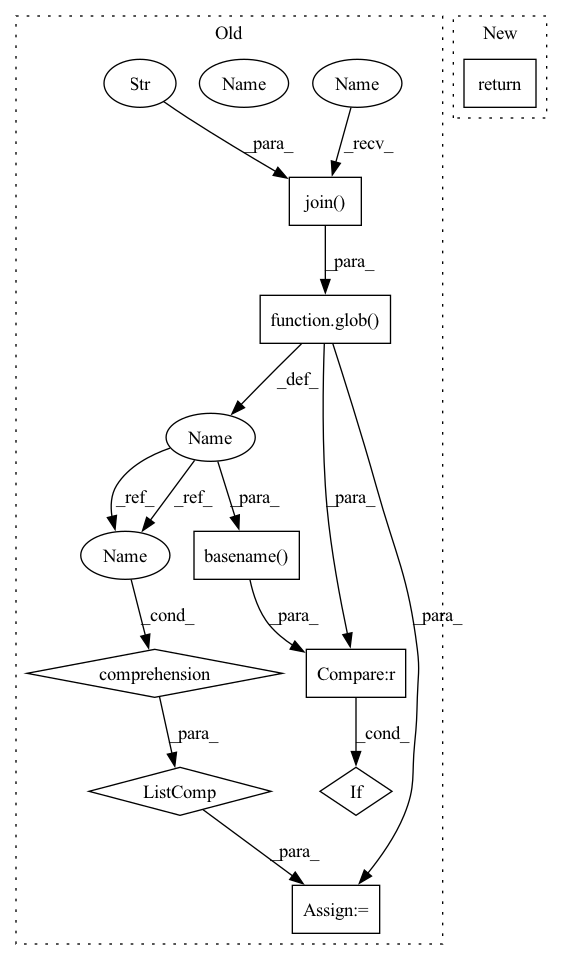 Old
New
Str
Name
Name
return
_para_
_recv_
join()
_para_
function.glob()
_def_
Name
_ref_
_ref_
_para_
_para_
Name
basename()
_cond_
_para_
_para_
comprehension
Compare:r
_para_
_cond_
ListComp
If
_para_
Assign:=